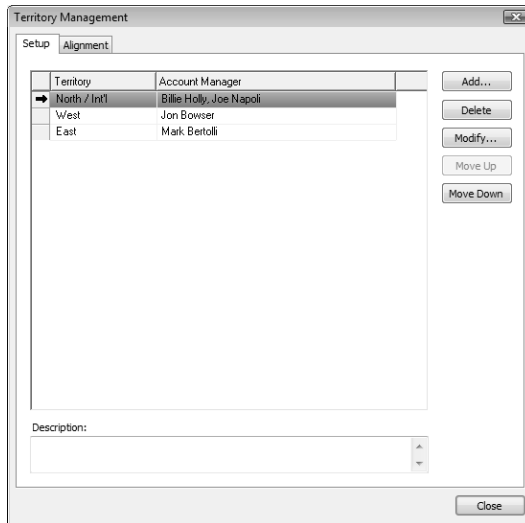 Territory Management
Setup Alignment
Territory Account Manager
North / Int'l Billie Holly, Joe Napoli
West Jon Bowser
East Mark Bertolli
Add...
Delete
Modify...
Move Up
Move Down
Description:
Close